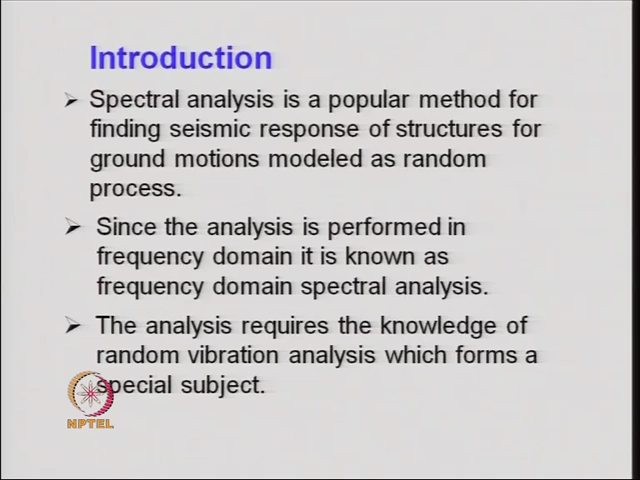 Introduction
➤ Spectral analysis is a popular method for
finding seismic response of structures for
ground motions modeled as random
process.
➤ Since the analysis is performed in
frequency domain it is known as
frequency domain spectral analysis.
➤ The analysis requires the knowledge of
random vibration analysis which forms a
special subject.
NPTEL